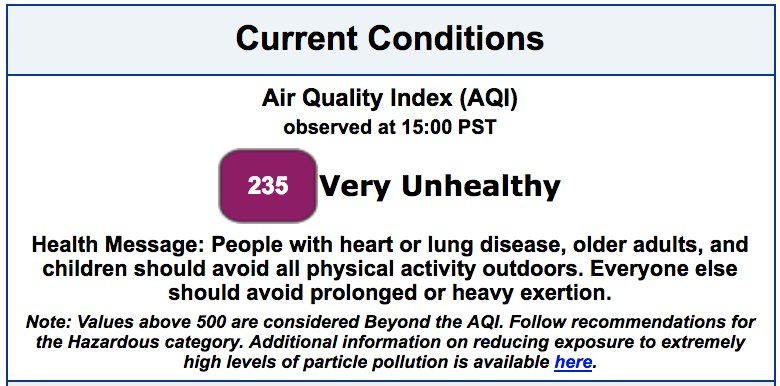 Current Conditions
Air Quality Index (AQI)
observed at 15:00 PST
235 Very Unhealthy
Health Message: People with heart or lung disease, older adults, and
children should avoid all physical activity outdoors. Everyone else
should avoid prolonged or heavy exertion.
Note: Values above 500 are considered Beyond the AQI. Follow recommendations for
the Hazardous category. Additional information on reducing exposure to extremely
high levels of particle pollution is available here.